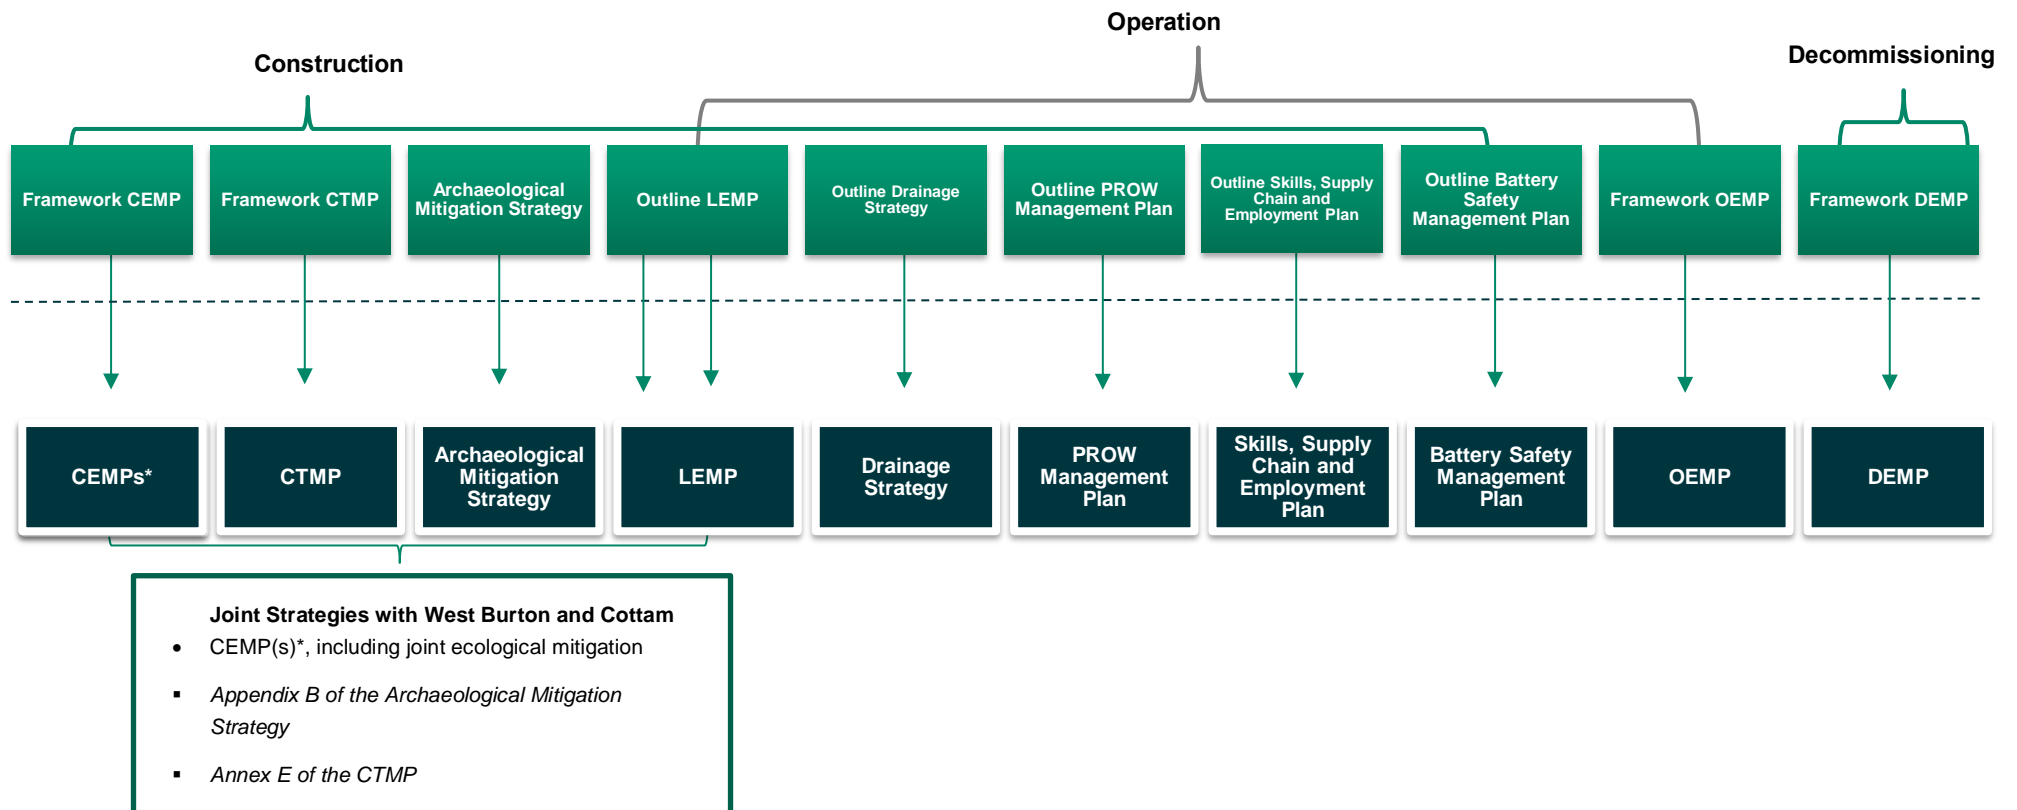 Operation
Construction
Decommissioning
Framework CEMP
Framework CTMP
Archaeological
Mitigation Strategy
Outline LEMP
Outline Drainage
Strategy
Outline PROW
Management Plan
Outline Skills, Supply
Chain and
Employment Plan
Outline Battery
Safety
Management Plan
Framework OEMP
Framework DEMP
CEMPs*
CTMP
Archaeological
Mitigation
Strategy
LEMP
Drainage
Strategy
PROW
Management
Plan
Skills, Supply
Chain and
Employment
Plan
Battery Safety
Management
Plan
OEMP
DEMP
Joint Strategies with West Burton and Cottam
• CEMP(s)*, including joint ecological mitigation
▪ Appendix B of the Archaeological Mitigation
Strategy
▪ Annex E of the CTMP